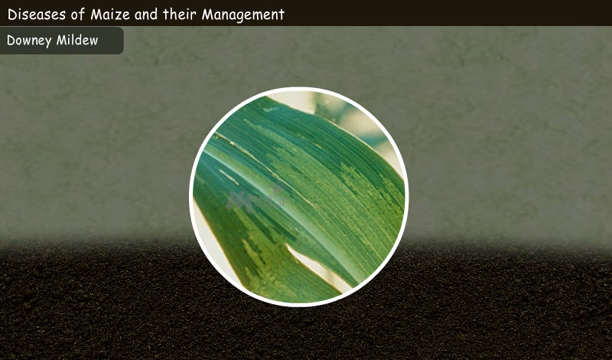 Diseases of Maize and their Management
Downey Mildew